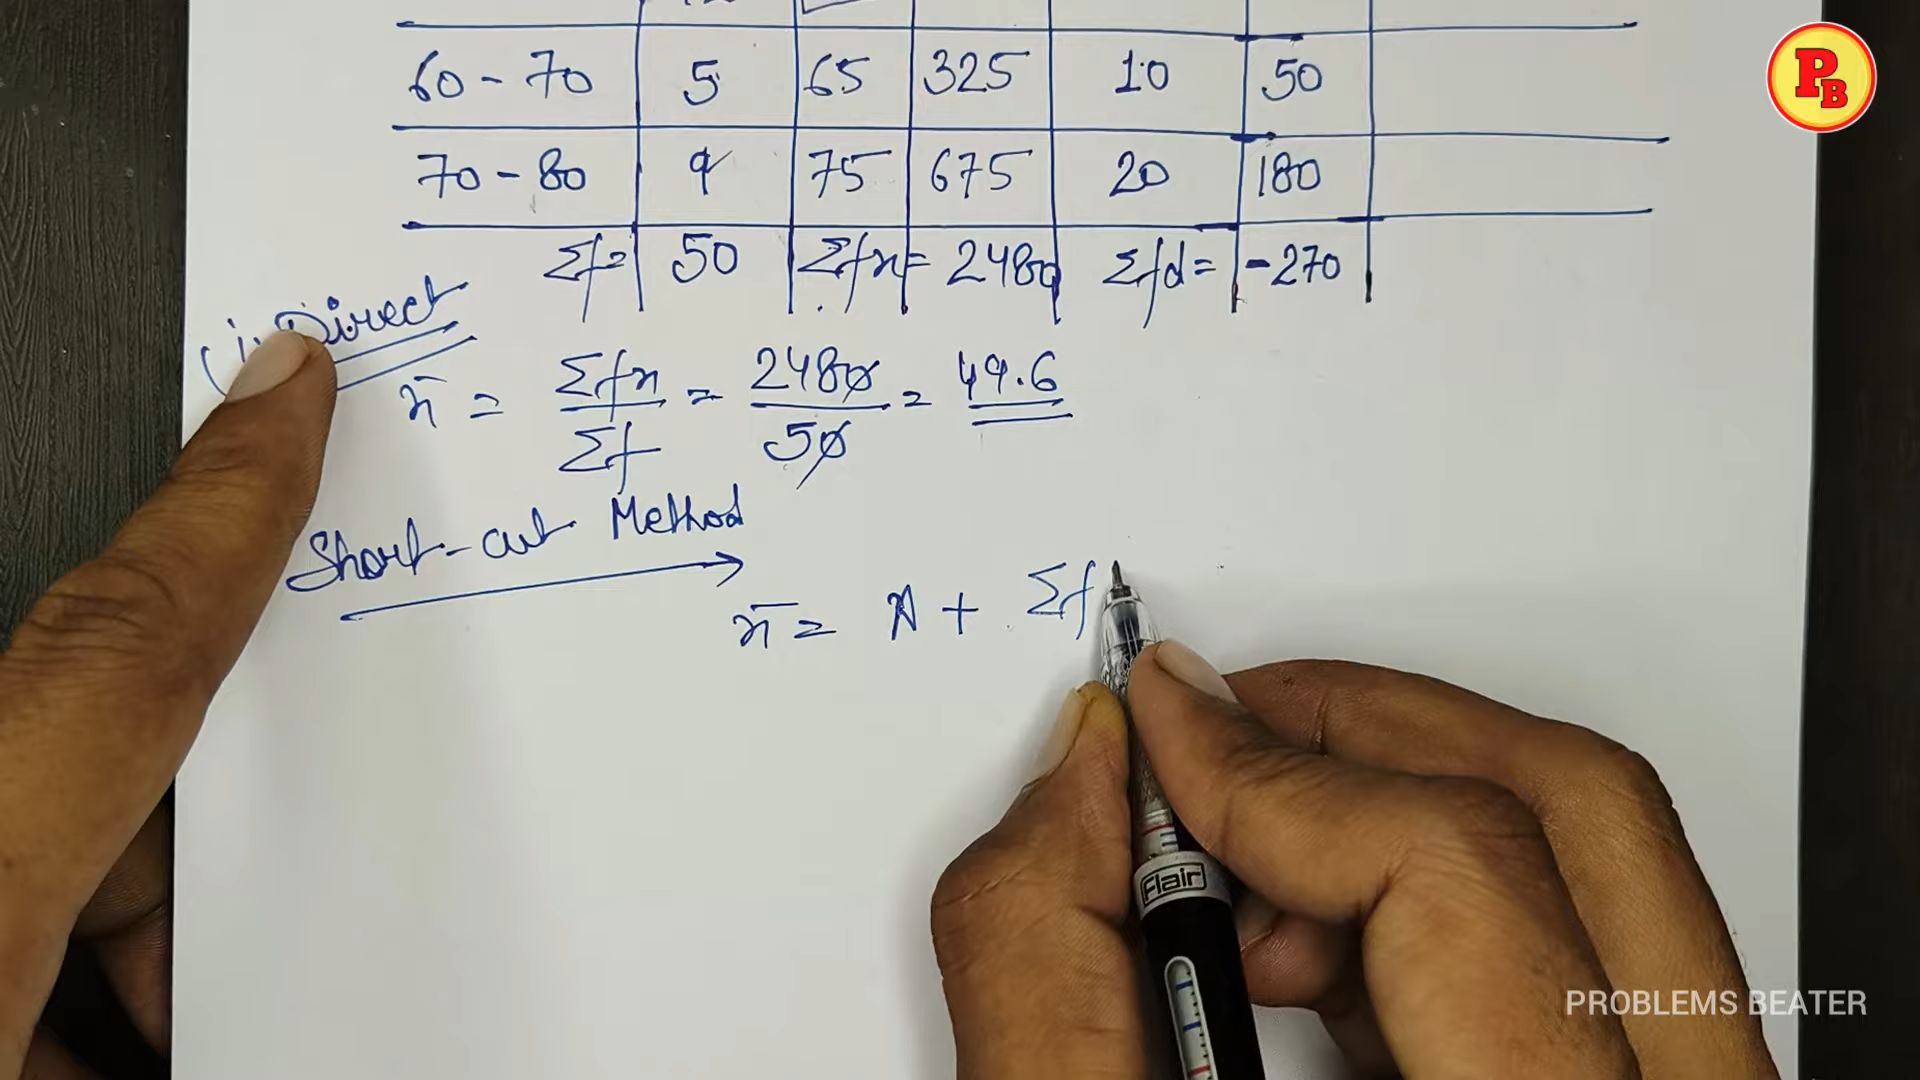 PB
60 - 70 5 65 325 10 50
70 - 80 9 75 675 20 180
Σf = 50 Σfx = 2480 Σfd = -270
Direct
x̄ = Σfx/Σf = 2480/50 = 49.6
Short-cut Method
x̄ = A + Σf
Flair
PROBLEMS BEATER